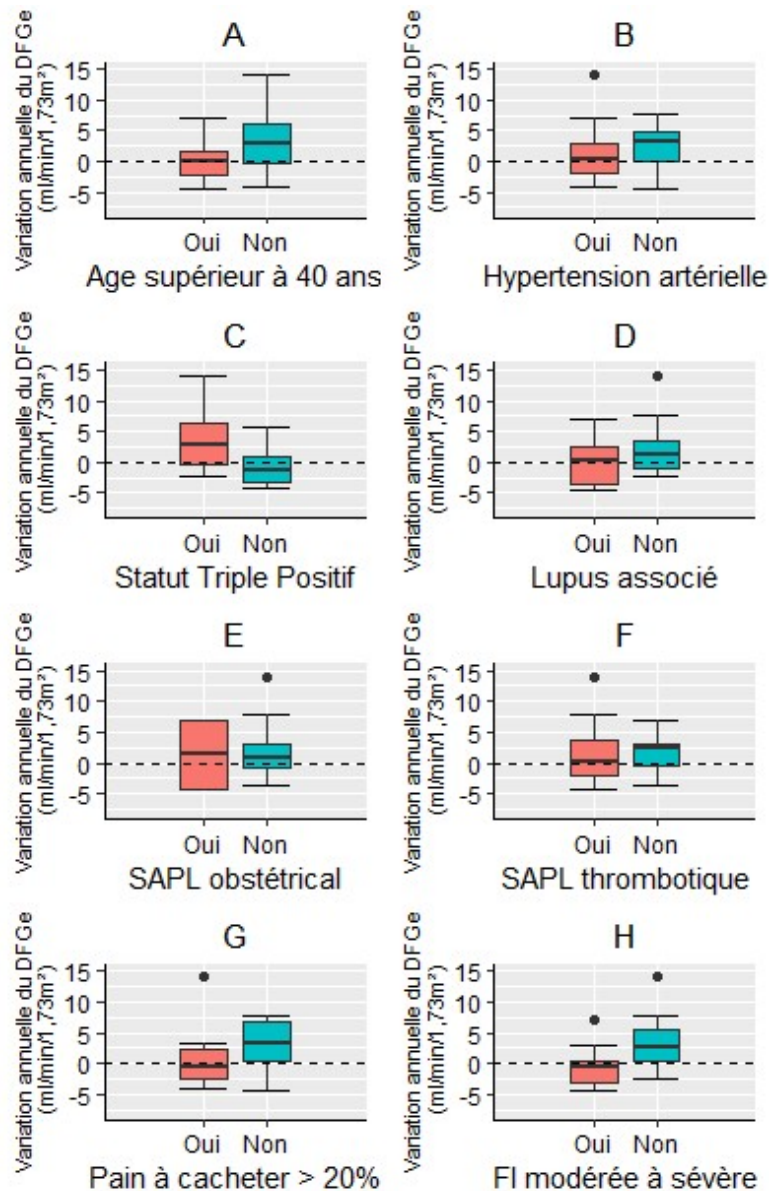 A
Variation annuelle du DFGe
(ml/min/1,73m²)
15
10
5
0
-5
Oui Non
Age supérieur à 40 ans
B
Variation annuelle du DFGe
(ml/min/1,73m²)
15
10
5
0
-5
Oui Non
Hypertension artérielle
C
Variation annuelle du DFGe
(ml/min/1,73m²)
15
10
5
0
-5
Oui Non
Statut Triple Positif
D
Variation annuelle du DFGe
(ml/min/1,73m²)
15
10
5
0
-5
Oui Non
Lupus associé
E
Variation annuelle du DFGe
(ml/min/1,73m²)
15
10
5
0
-5
Oui Non
SAPL obstétrical
F
Variation annuelle du DFGe
(ml/min/1,73m²)
15
10
5
0
-5
Oui Non
SAPL thrombotique
G
Variation annuelle du DFGe
(ml/min/1,73m²)
15
10
5
0
-5
Oui Non
Pain à cacheter > 20%
H
Variation annuelle du DFGe
(ml/min/1,73m²)
15
10
5
0
-5
Oui Non
FI modérée à sévère